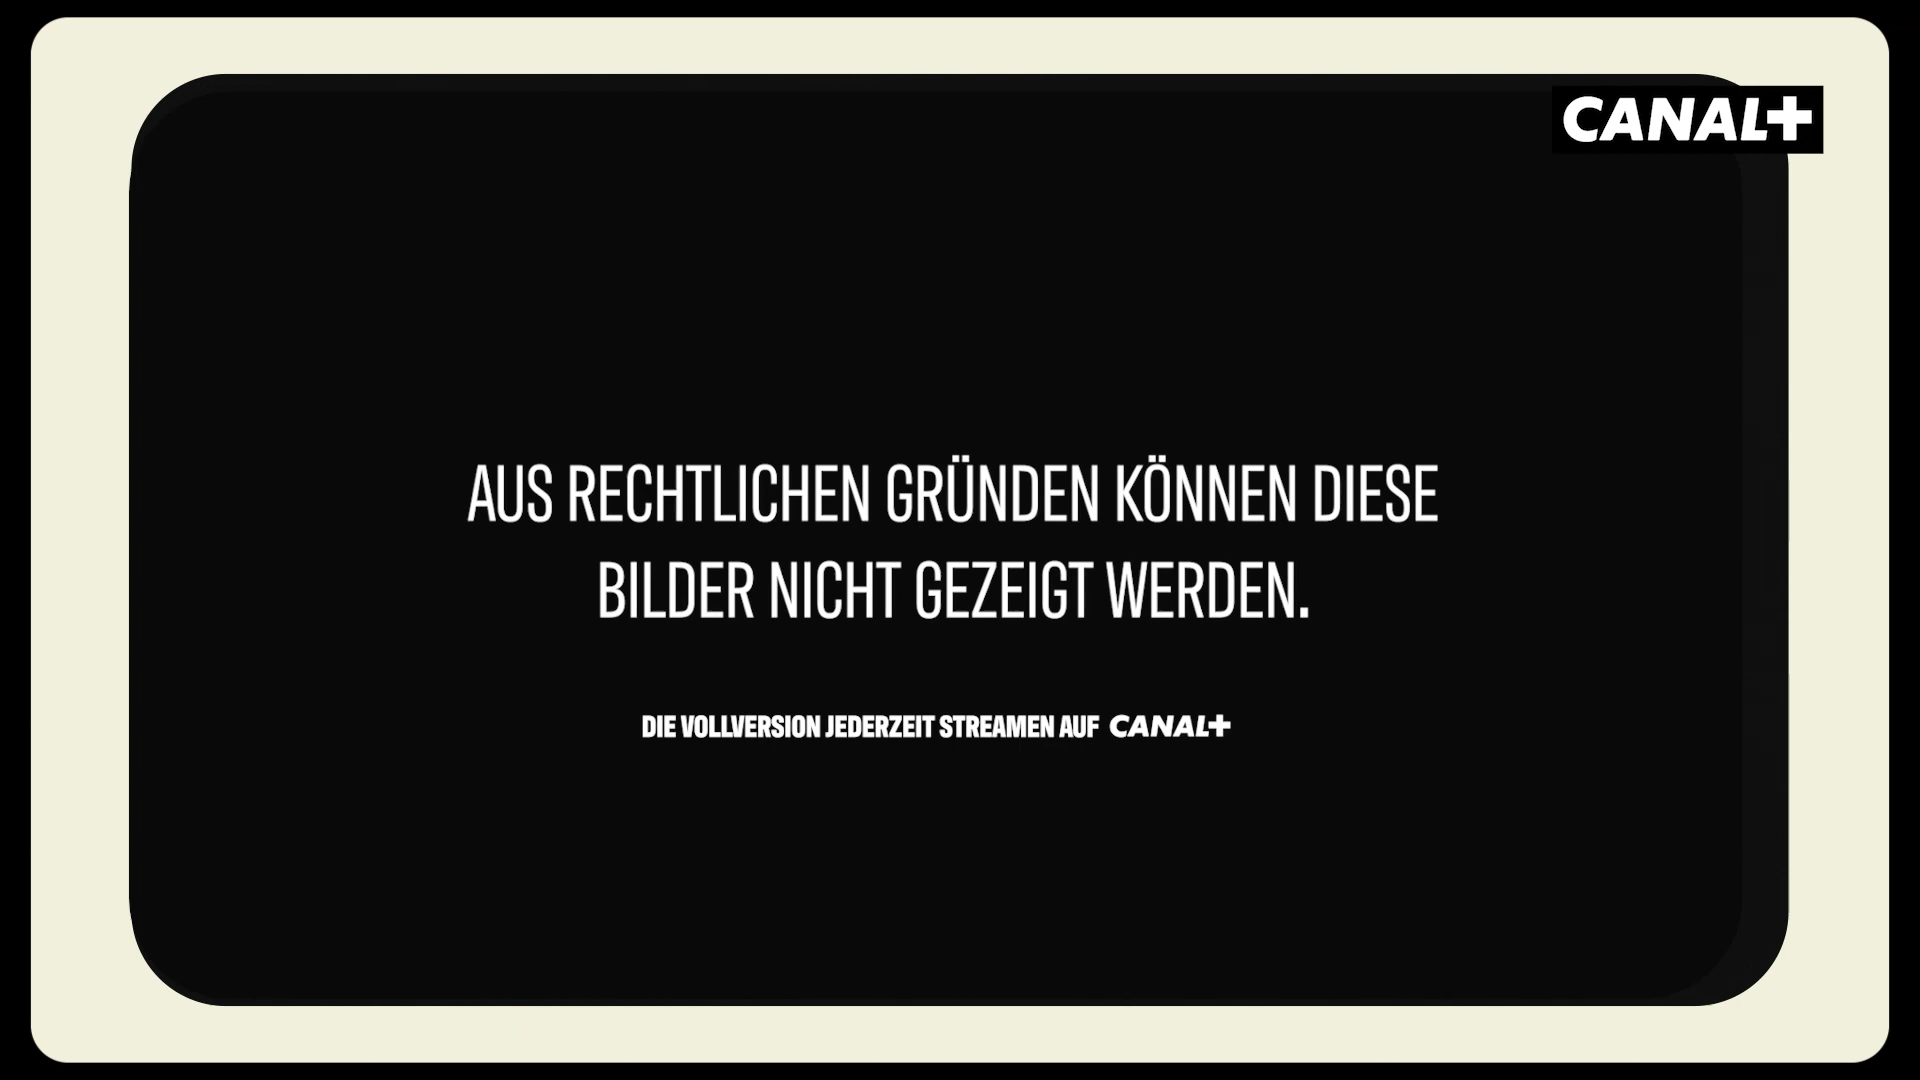 CANAL+
AUS RECHTLICHEN GRÜNDEN KÖNNEN DIESE
BILDER NICHT GEZEIGT WERDEN.
DIE VOLLVERSION JEDERZEIT STREAMEN AUF CANAL+